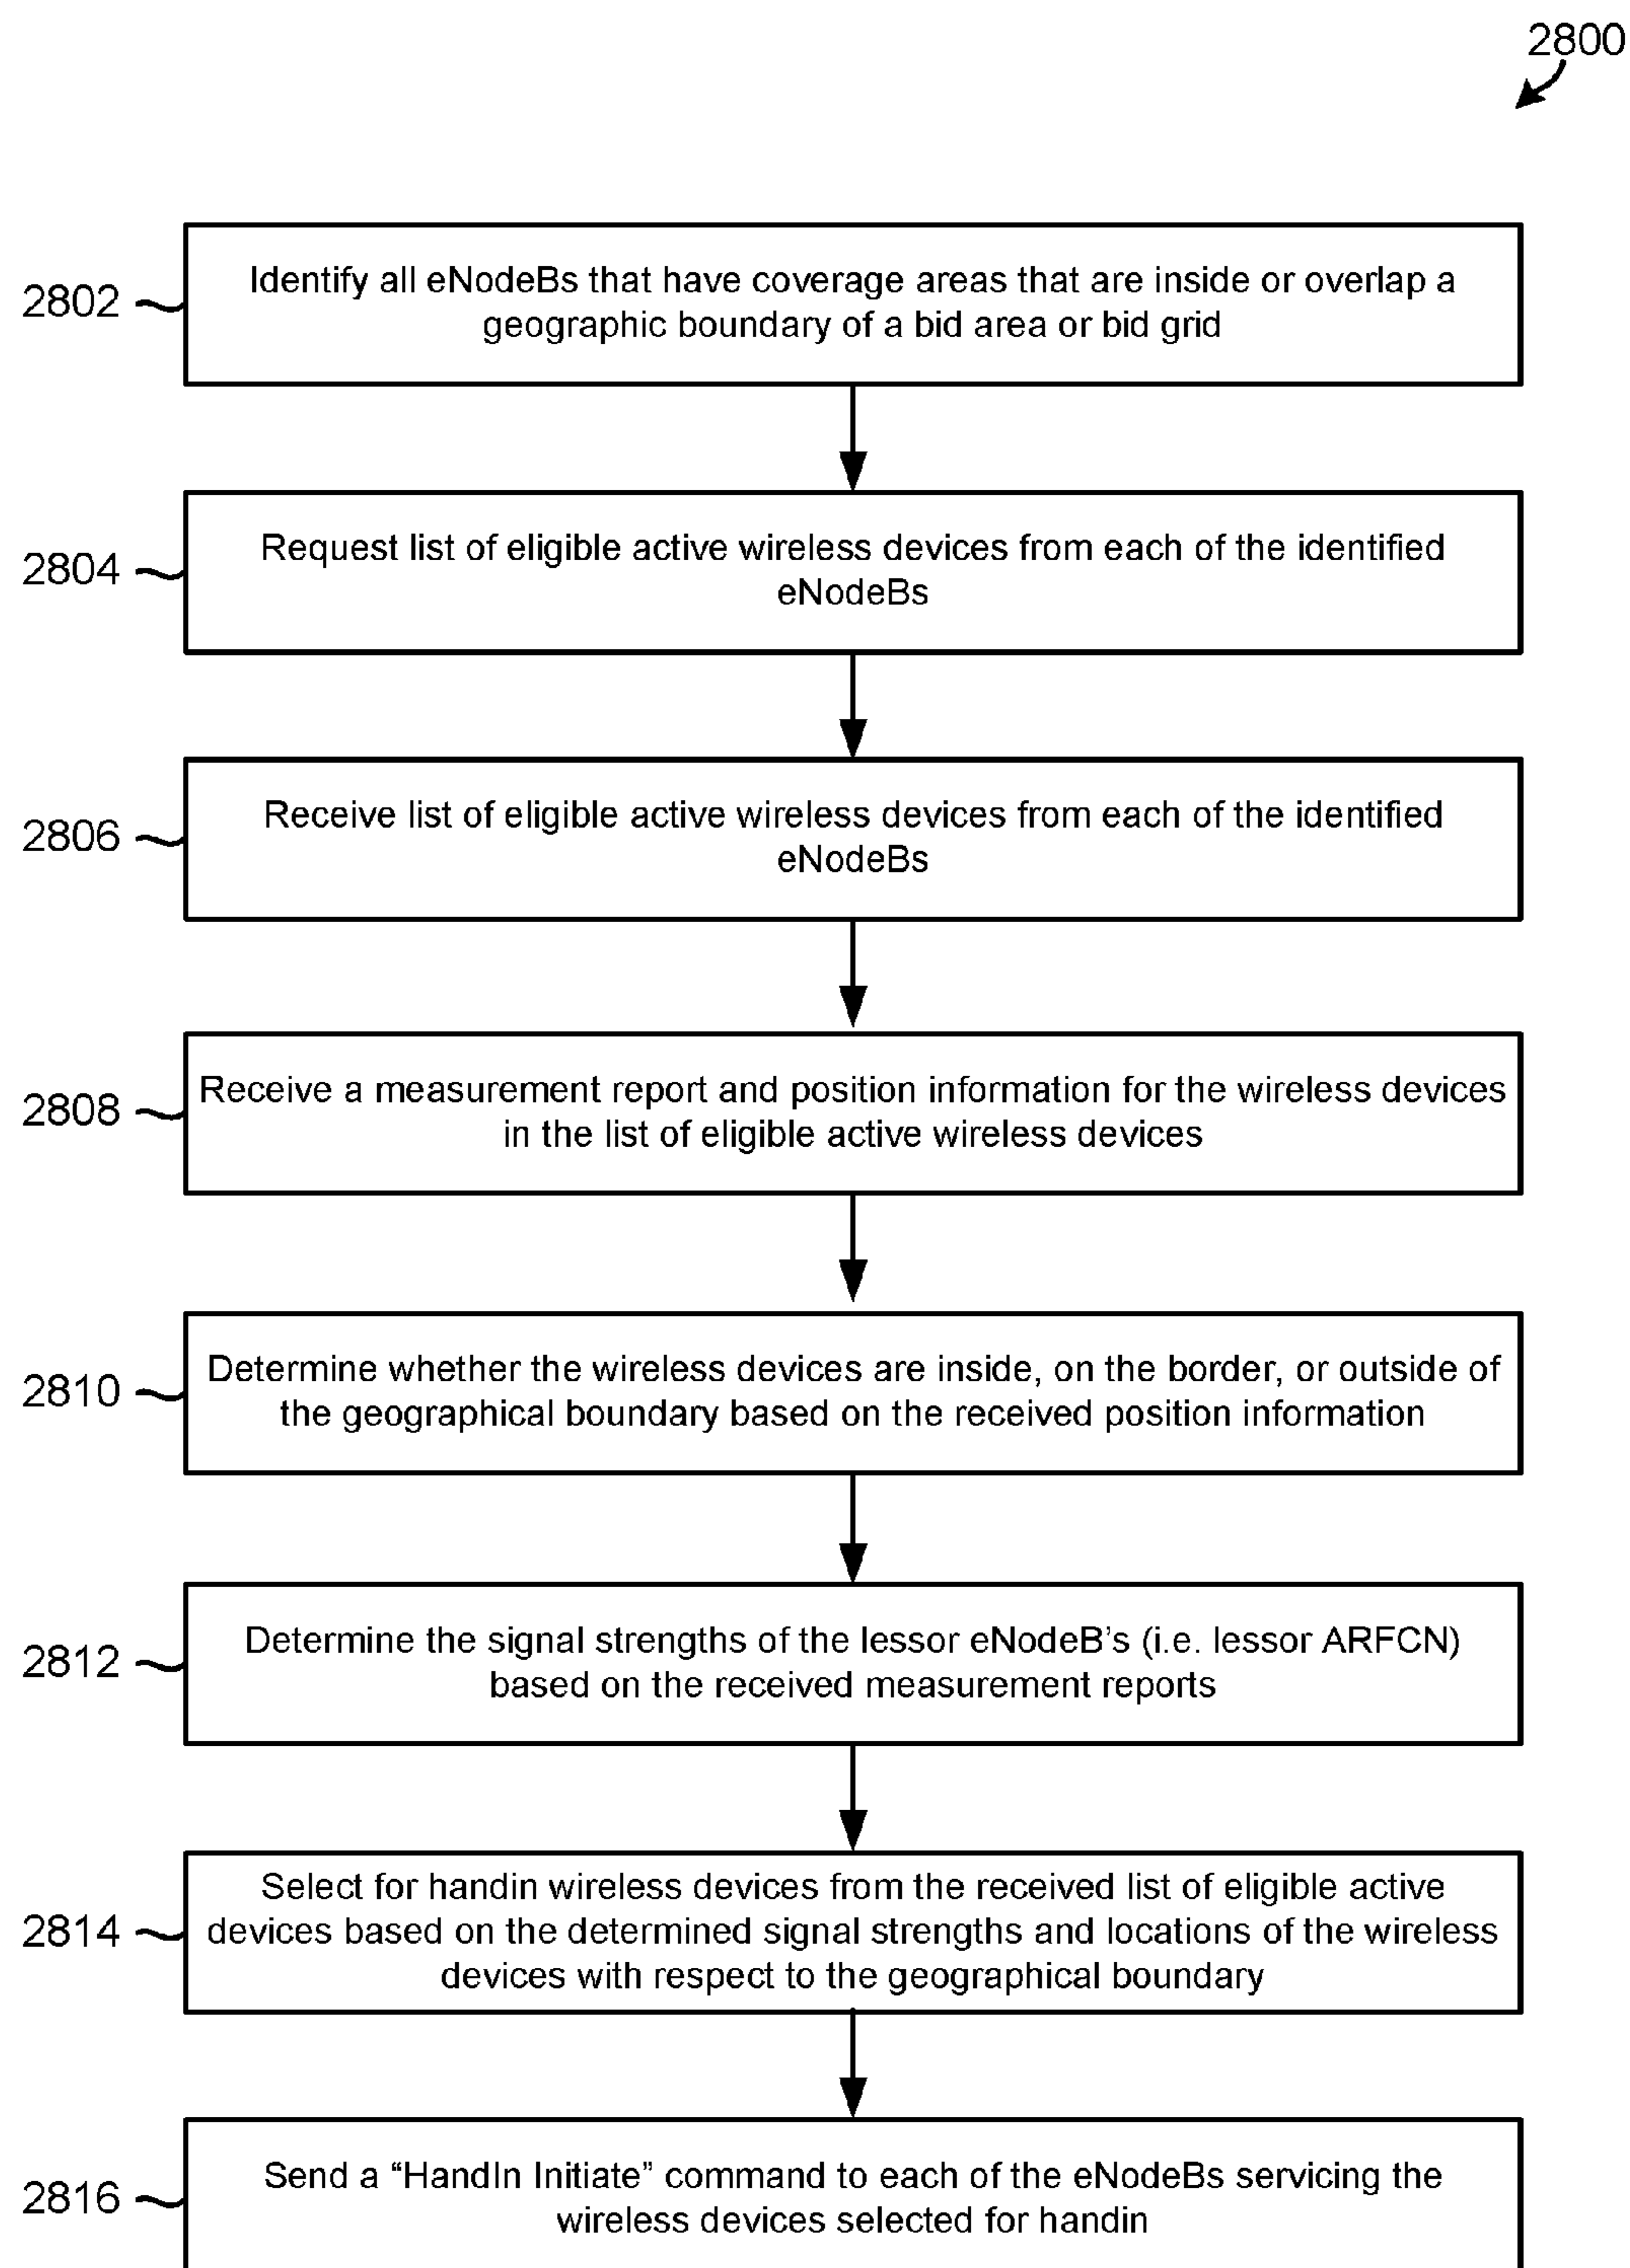 2800
2802
Identify all eNodeBs that have coverage areas that are inside or overlap a
geographic boundary of a bid area or bid grid
2804
Request list of eligible active wireless devices from each of the identified
eNodeBs
2806
Receive list of eligible active wireless devices from each of the identified
eNodeBs
2808
Receive a measurement report and position information for the wireless devices
in the list of eligible active wireless devices
2810
Determine whether the wireless devices are inside, on the border, or outside of
the geographical boundary based on the received position information
2812
Determine the signal strengths of the lessor eNodeB’s (i.e. lessor ARFCN)
based on the received measurement reports
2814
Select for handin wireless devices from the received list of eligible active
devices based on the determined signal strengths and locations of the wireless
devices with respect to the geographical boundary
2816
Send a “HandIn Initiate” command to each of the eNodeBs servicing the
wireless devices selected for handin